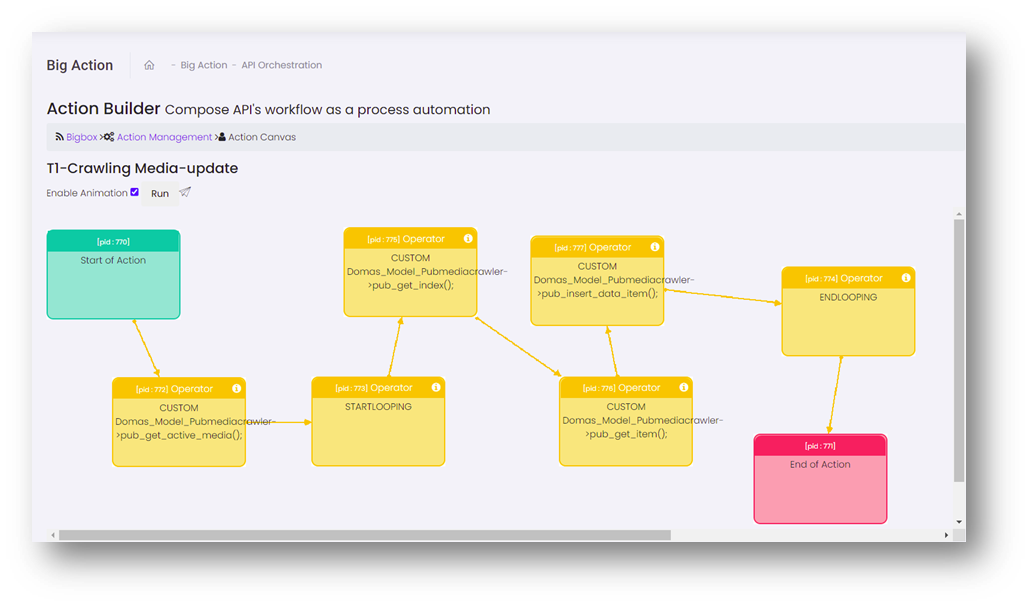 Big Action
- Big Action - API Orchestration
Action Builder Compose API's workflow as a process automation
Bigbox > Action Management > Action Canvas
T1-Crawling Media-update
Enable Animation Run
[pid : 770]
Start of Action
[pid : 772] Operator
CUSTOM
Domas_Model_Pubmediacrawler-
>pub_get_active_media();
[pid : 773] Operator
STARTLOOPING
[pid : 775] Operator
CUSTOM
Domas_Model_Pubmediacrawler-
>pub_get_index();
[pid : 776] Operator
CUSTOM
Domas_Model_Pubmediacrawler-
>pub_get_item();
[pid : 777] Operator
CUSTOM
Domas_Model_Pubmediacrawler-
>pub_insert_data_item();
[pid : 774] Operator
ENDLOOPING
[pid : 771]
End of Action